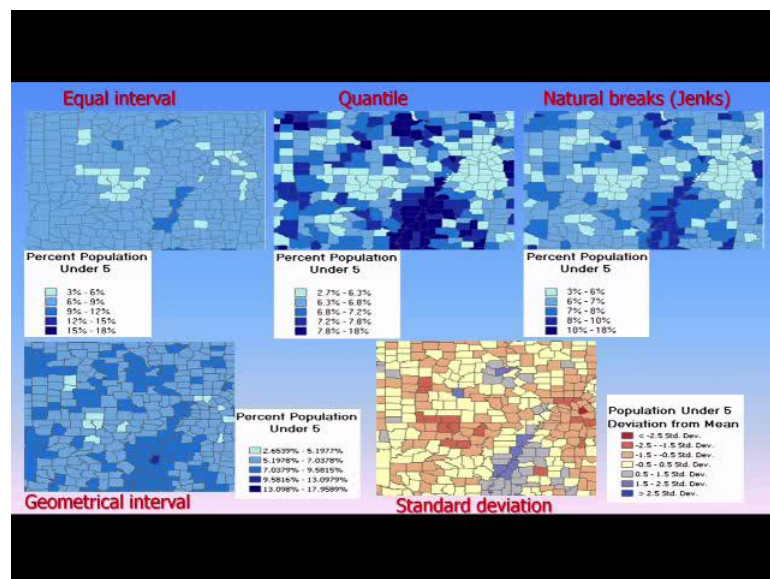 Equal interval
Quantile
Natural breaks (Jenks)
Percent Population
Under 5
3% - 6%
6% - 9%
9% - 12%
12% - 15%
15% - 18%
Percent Population
Under 5
2.7% - 6.3%
6.3% - 6.8%
6.8% - 7.2%
7.2% - 7.8%
7.8% - 18%
Percent Population
Under 5
3% - 6%
6% - 7%
7% - 8%
8% - 10%
10% - 18%
Percent Population
Under 5
2.6539% - 5.1977%
5.1978% - 7.0378%
7.0379% - 9.5815%
9.5816% - 13.0979%
13.098% - 17.9589%
Geometrical interval
Population Under 5
Deviation from Mean
< -2.5 Std. Dev.
-2.5 - -1.5 Std. Dev.
-1.5 - -0.5 Std. Dev.
-0.5 - 0.5 Std. Dev.
0.5 - 1.5 Std. Dev.
1.5 - 2.5 Std. Dev.
> 2.5 Std. Dev.
Standard deviation